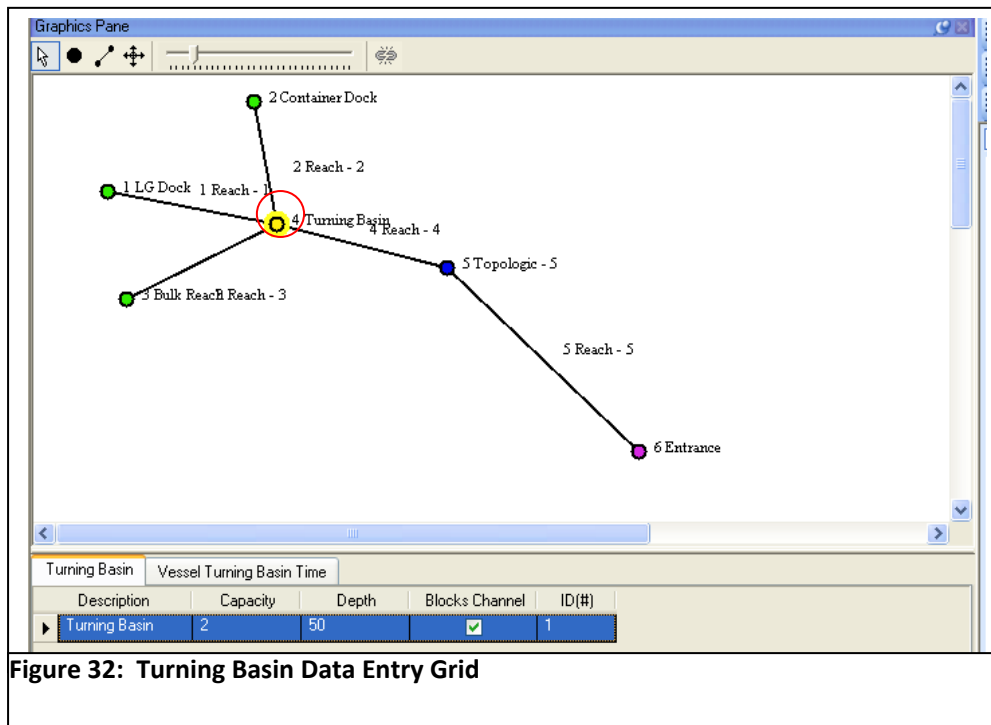 Graphics Pane
2 Container Dock
2 Reach - 2
1 LG Dock 1 Reach - 1
4 Turning Basin
4 Reach - 4
5 Topologic - 5
3 Bulk Reach
Reach - 3
5 Reach - 5
6 Entrance
Turning Basin Vessel Turning Basin Time
Description Capacity Depth Blocks Channel ID(#)
Turning Basin 2 50 1
Figure 32: Turning Basin Data Entry Grid